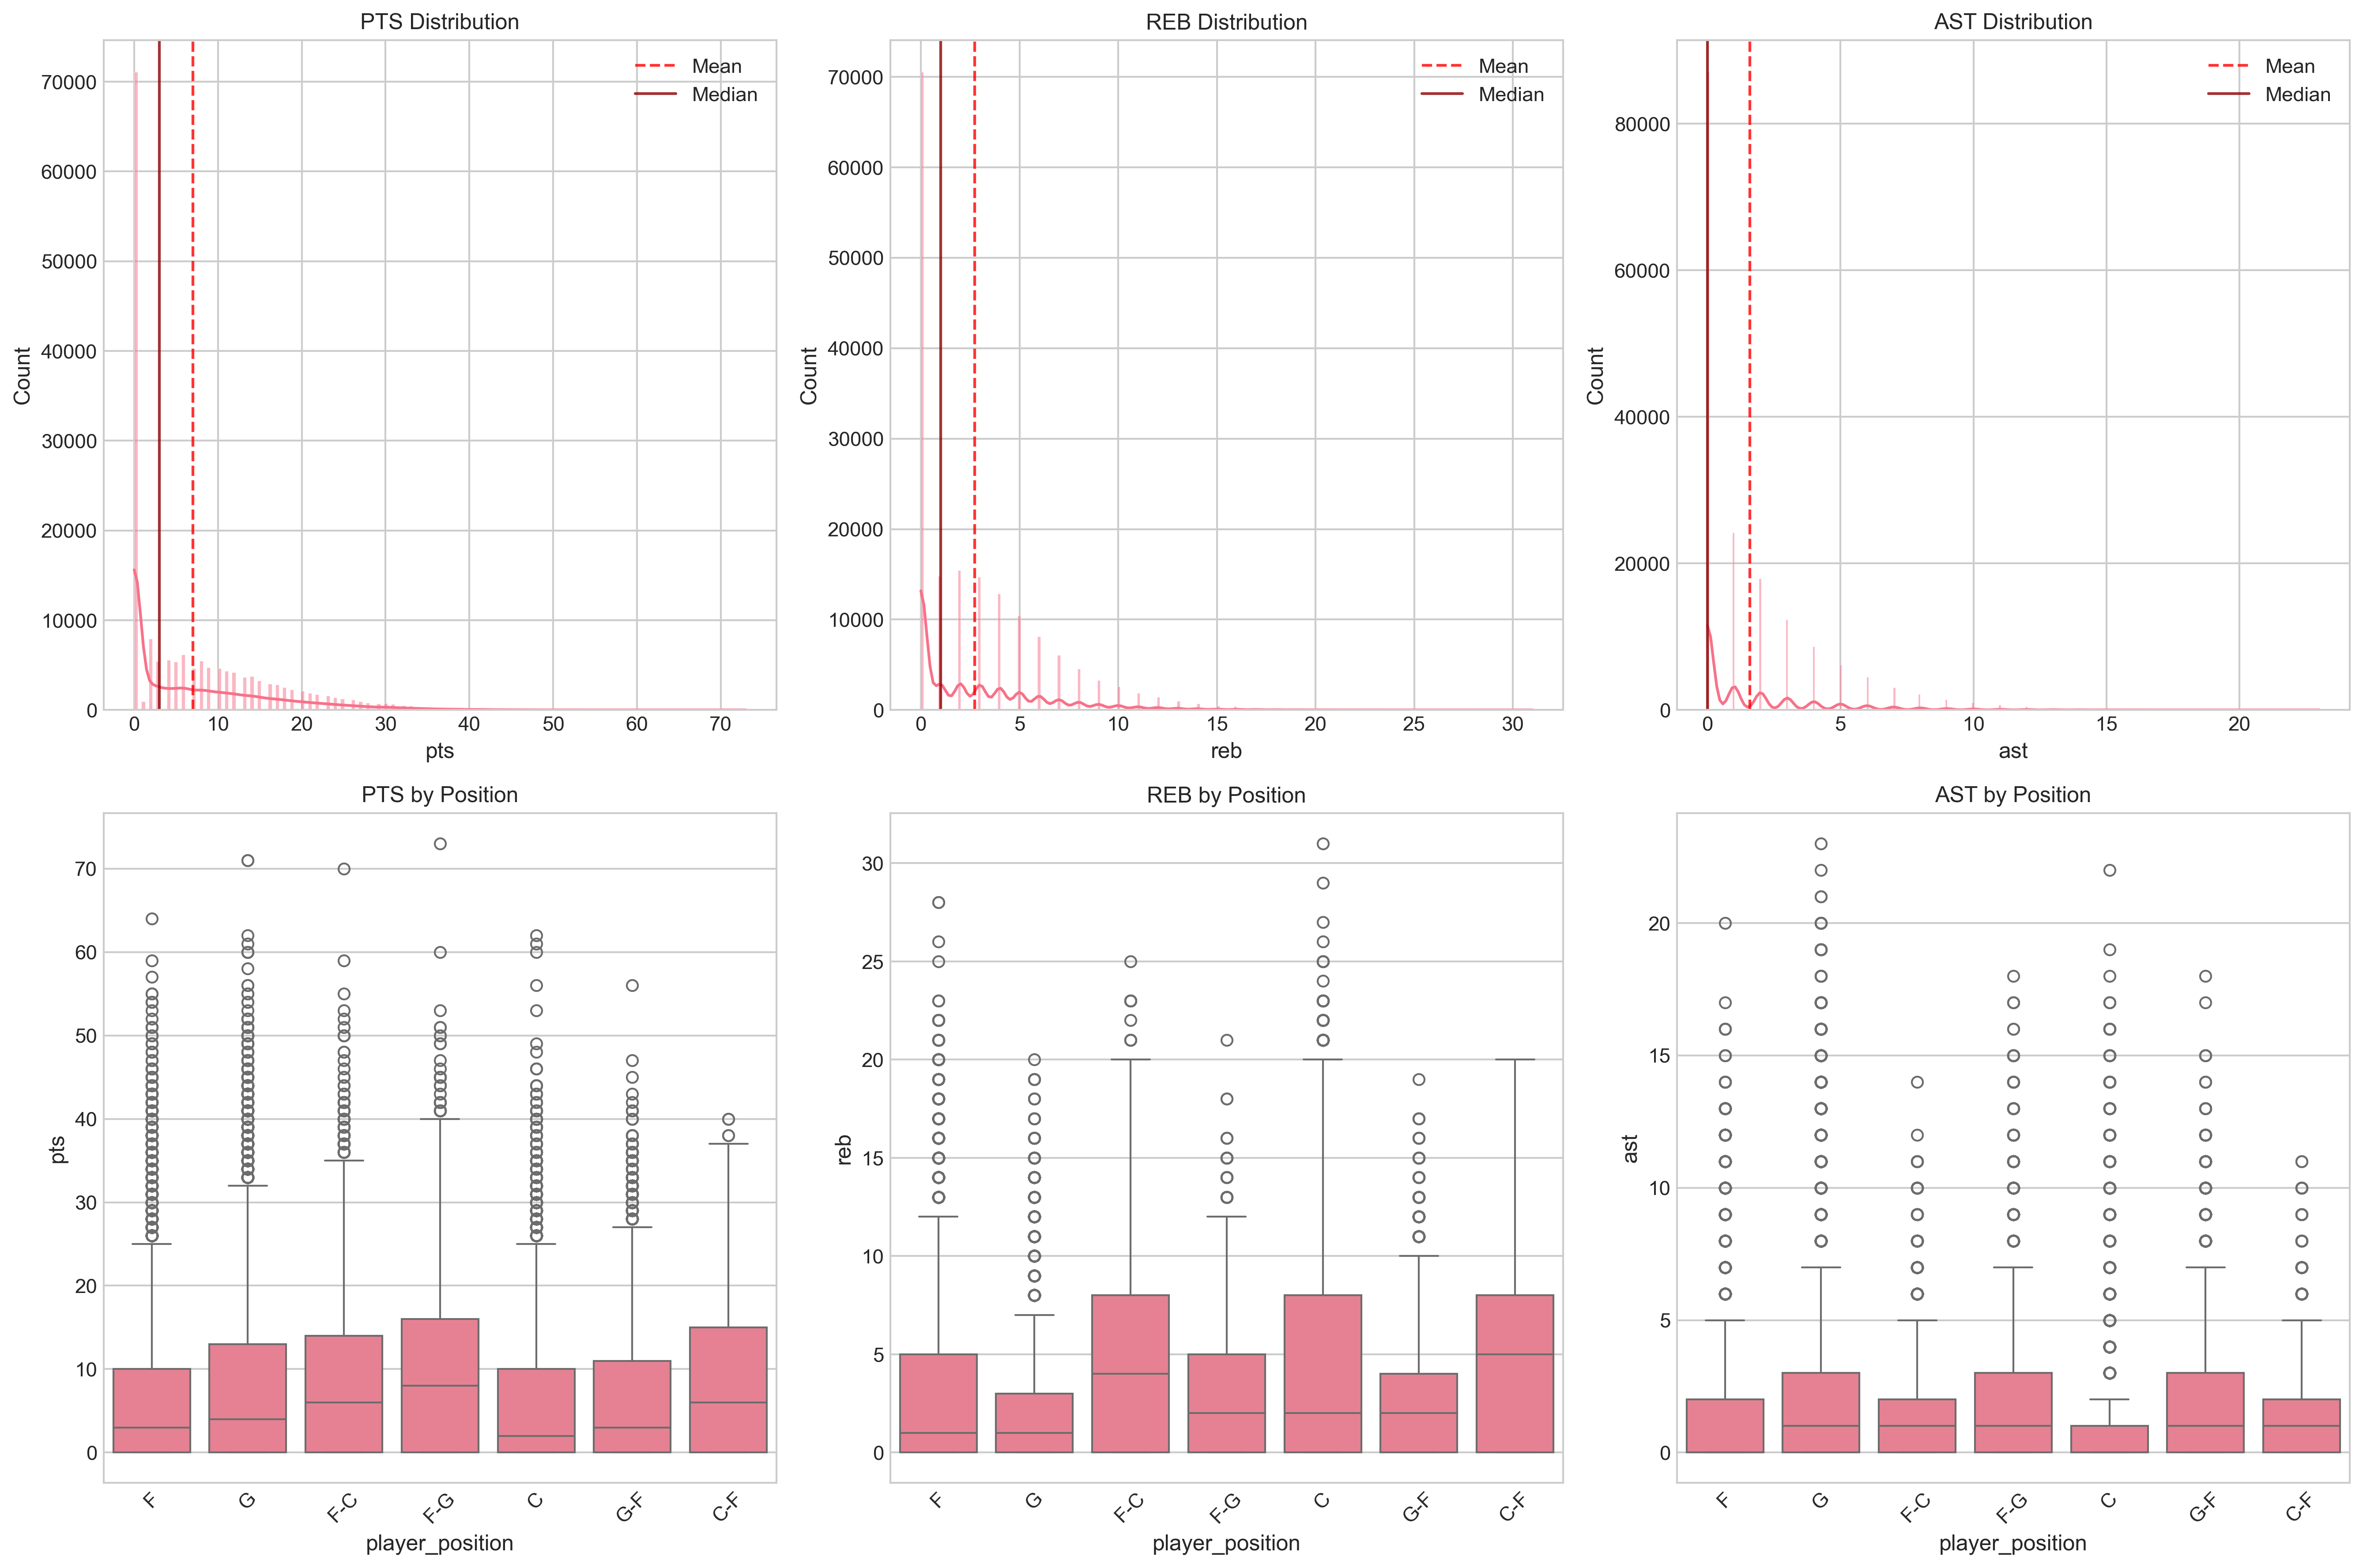 PTS Distribution
Mean
Median
70000
60000
50000
40000
30000
20000
10000
0
Count
0 10 20 30 40 50 60 70
pts
REB Distribution
Mean
Median
70000
60000
50000
40000
30000
20000
10000
0
Count
0 5 10 15 20 25 30
reb
AST Distribution
Mean
Median
80000
60000
40000
20000
0
Count
0 5 10 15 20
ast
PTS by Position
70
60
50
40
30
20
10
0
pts
F G F-C F-G C G-F C-F
player_position
REB by Position
30
25
20
15
10
5
0
reb
F G F-C F-G C G-F C-F
player_position
AST by Position
20
15
10
5
0
ast
F G F-C F-G C G-F C-F
player_position